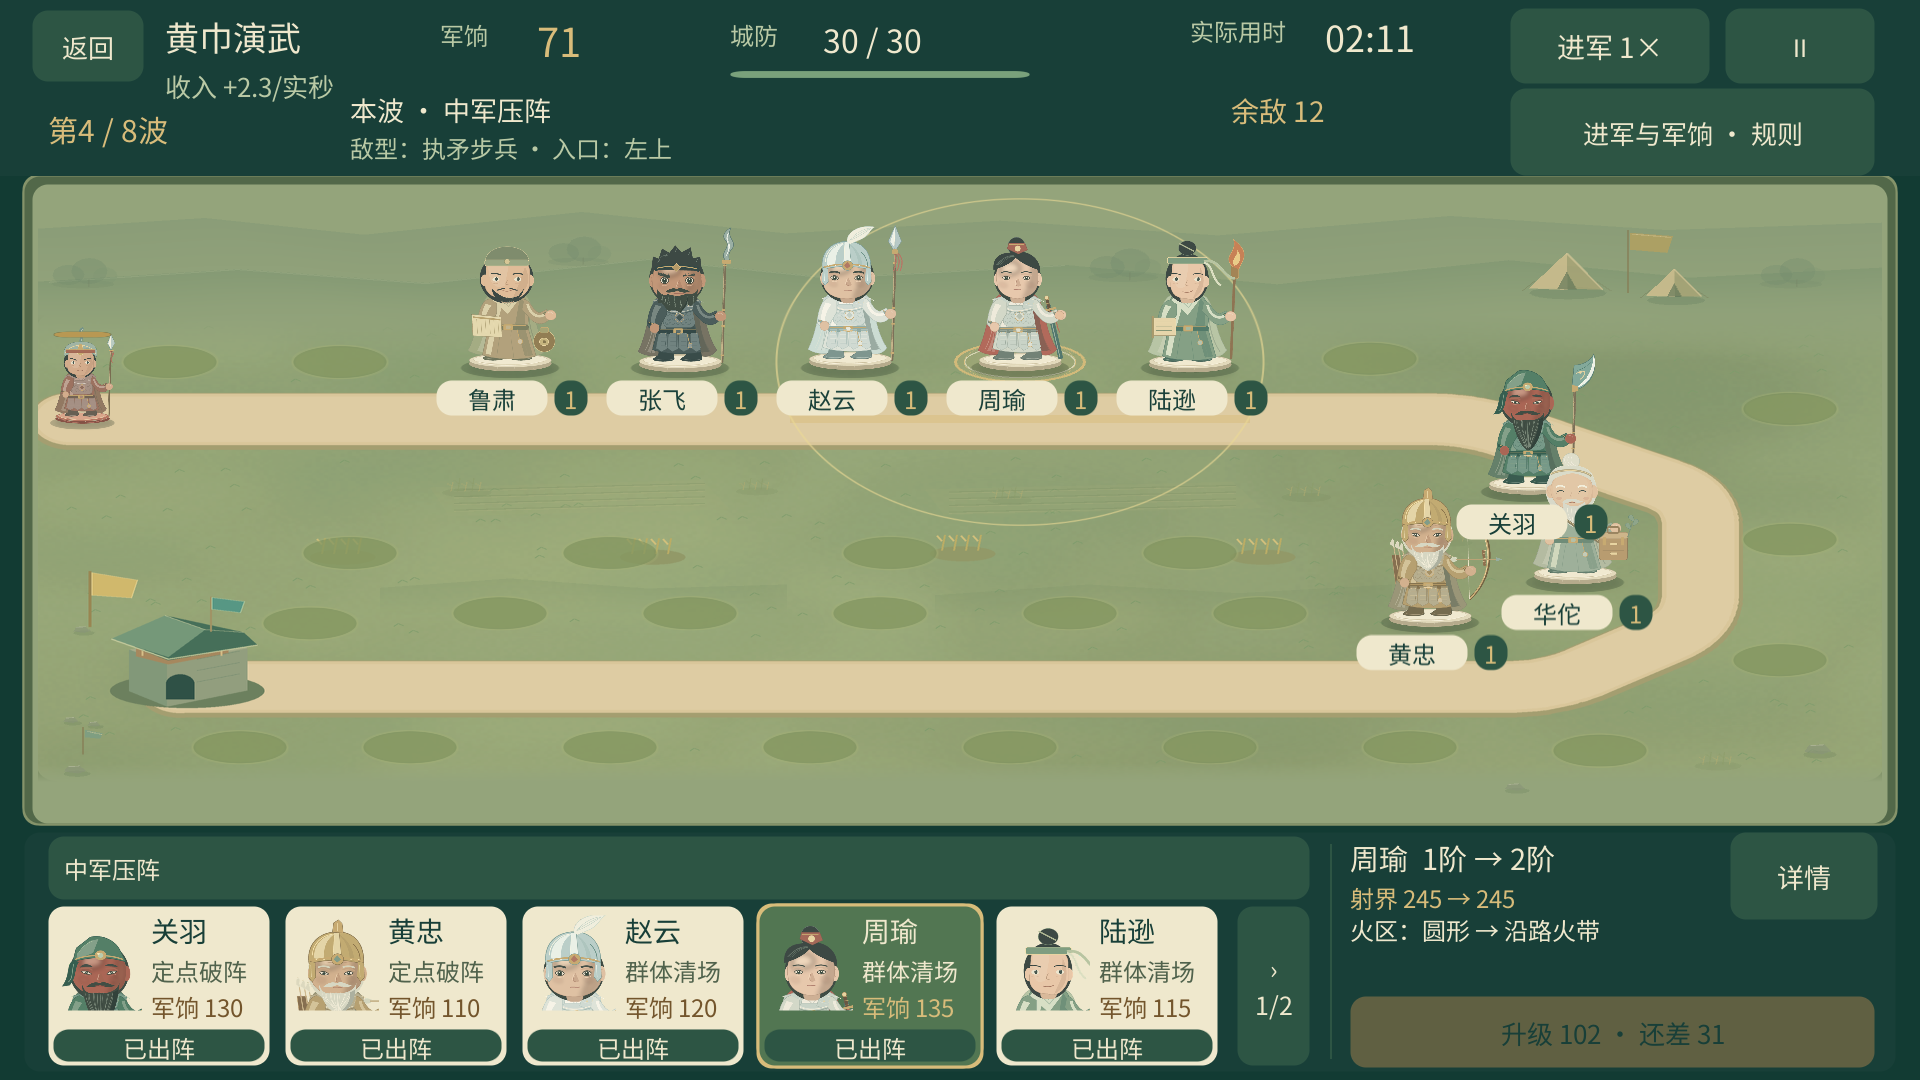 返回
黄巾演武
收入 +2.3/实秒
军饷 71
城防 30 / 30
实际用时 02:11
进军 1×
II
第4 / 8波
本波 · 中军压阵
敌型：执矛步兵 · 入口：左上
余敌 12
进军与军饷 · 规则
鲁肃 1
张飞 1
赵云 1
周瑜 1
陆逊 1
关羽 1
华佗 1
黄忠 1
中军压阵
关羽
定点破阵
军饷 130
已出阵
黄忠
定点破阵
军饷 110
已出阵
赵云
群体清场
军饷 120
已出阵
周瑜
群体清场
军饷 135
已出阵
陆逊
群体清场
军饷 115
已出阵
›
1/2
周瑜 1阶 → 2阶
射界 245 → 245
火区：圆形 → 沿路火带
详情
升级 102 · 还差 31